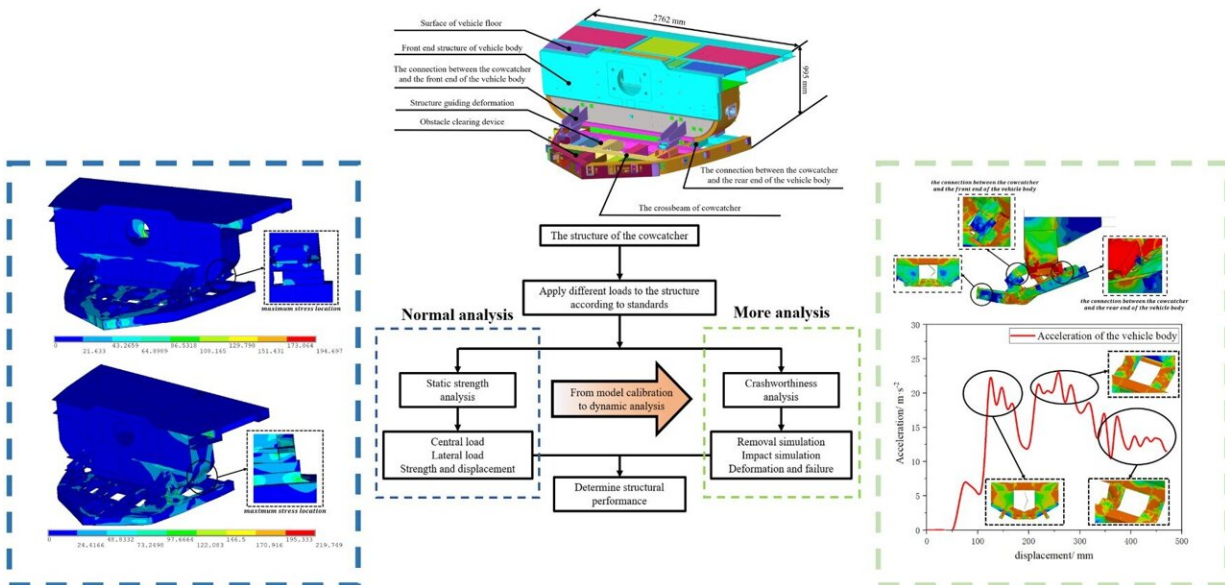 2762 mm
995 mm
Surface of vehicle floor
Front end structure of vehicle body
The connection between the cowcatcher
and the front end of the vehicle body
Structure guiding deformation
Obstacle clearing device
The connection between the cowcatcher
and the rear end of the vehicle body
The crossbeam of cowcatcher
The structure of the cowcatcher
Apply different loads to the structure
according to standards
Normal analysis
More analysis
Static strength
analysis
From model calibration
to dynamic analysis
Crashworthiness
analysis
Central load
Lateral load
Strength and displacement
Removal simulation
Impact simulation
Deformation and failure
Determine structural
performance
maximum stress location
0
21.633
43.2659
64.8989
86.5318
108.165
129.798
151.431
173.064
194.697
maximum stress location
0
24.4166
48.8332
73.2498
97.6664
122.083
146.5
170.916
195.333
219.749
the connection between the cowcatcher
and the front end of the vehicle body
the connection between the cowcatcher
and the rear end of the vehicle body
Acceleration of the vehicle body
Acceleration/ m·s⁻²
30
25
20
15
10
5
0
0
100
200
300
400
500
displacement/ mm